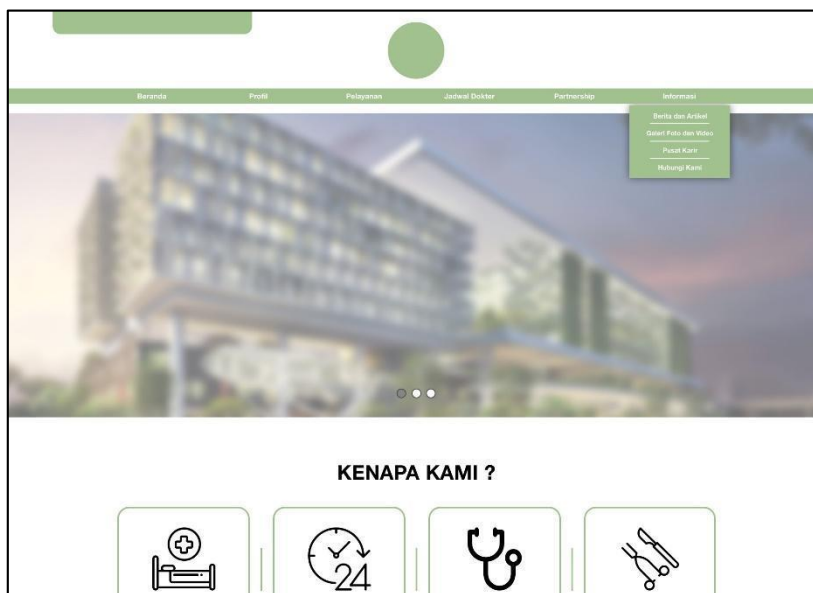 Beranda Profil Pelayanan Jadwal Dokter Partnership Informasi
Berita dan Artikel
Galeri Foto dan Video
Pusat Karir
Hubungi Kami
KENAPA KAMI ?
24